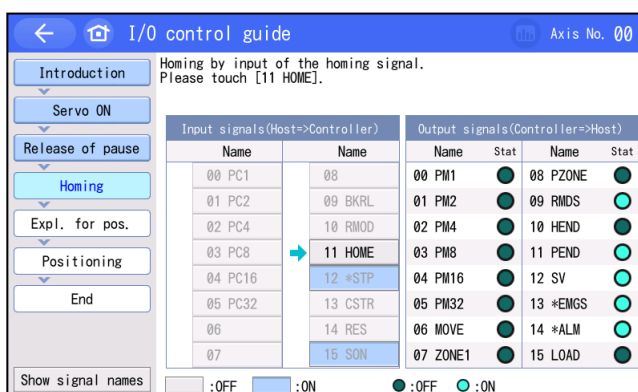 I/O control guide
Axis No. 00
Introduction
Servo ON
Release of pause
Homing
Expl. for pos.
Positioning
End
Show signal names
Homing by input of the homing signal.
Please touch [11 HOME].
Input signals(Host=>Controller)
Name Name
00 PC1 08
01 PC2 09 BKRL
02 PC4 10 RMOD
03 PC8 11 HOME
04 PC16 12 *STP
05 PC32 13 CSTR
06 14 RES
07 15 SON
:OFF :ON
Output signals(Controller=>Host)
Name Stat Name Stat
00 PM1 08 PZONE
01 PM2 09 RMDS
02 PM4 10 HEND
03 PM8 11 PEND
04 PM16 12 SV
05 PM32 13 *EMGS
06 MOVE 14 *ALM
07 ZONE1 15 LOAD
:OFF :ON